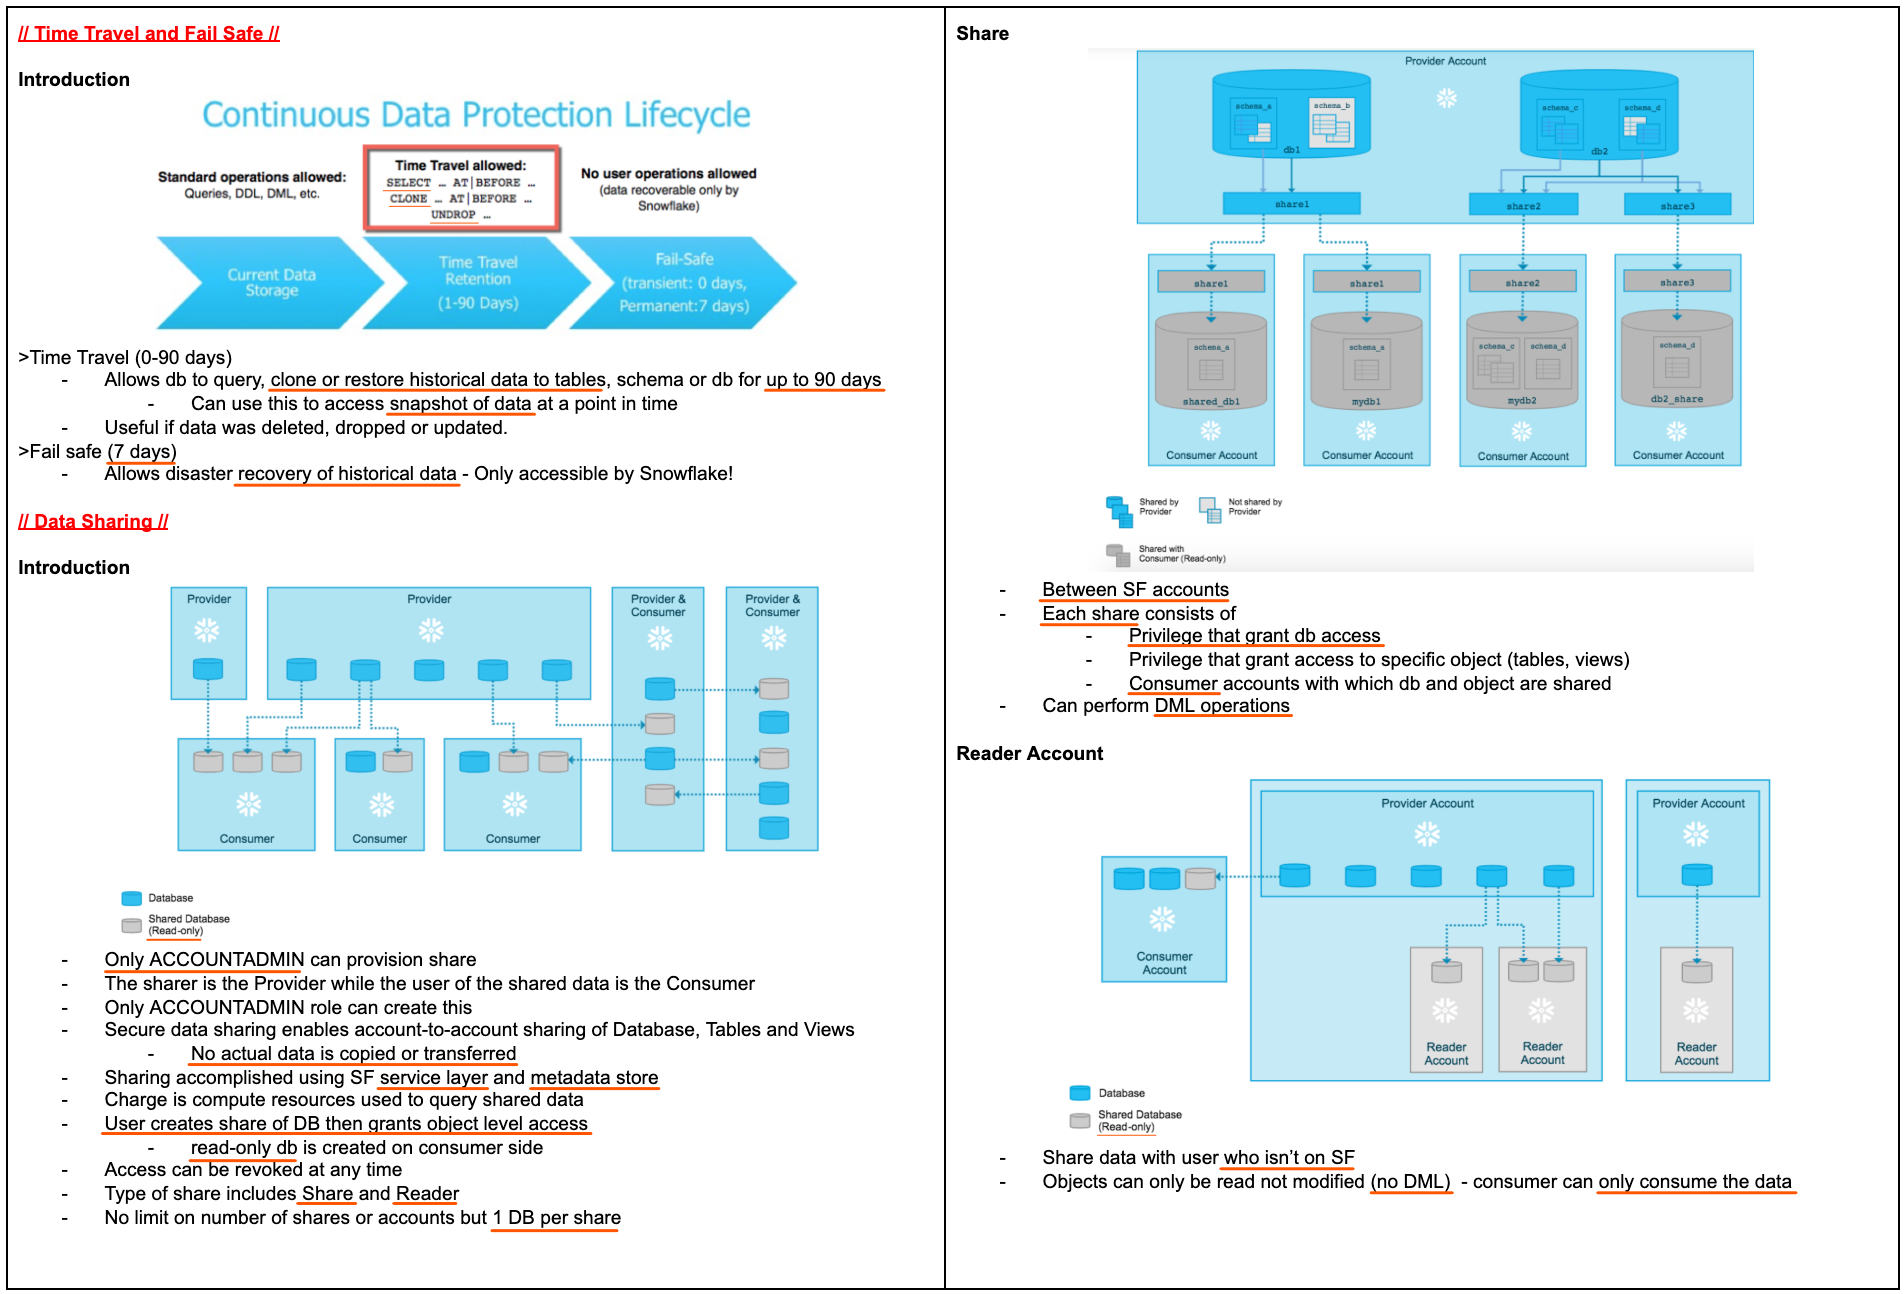 // Time Travel and Fail Safe //
Introduction
Continuous Data Protection Lifecycle
Standard operations allowed:
Queries, DDL, DML, etc.
Time Travel allowed:
SELECT … AT|BEFORE …
CLONE … AT|BEFORE …
UNDROP …
No user operations allowed
(data recoverable only by
Snowflake)
Current Data
Storage
Time Travel
Retention
(1-90 Days)
Fail-Safe
(transient: 0 days,
Permanent:7 days)
>Time Travel (0-90 days)
- Allows db to query, clone or restore historical data to tables, schema or db for up to 90 days
- Can use this to access snapshot of data at a point in time
- Useful if data was deleted, dropped or updated.
>Fail safe (7 days)
- Allows disaster recovery of historical data - Only accessible by Snowflake!
// Data Sharing //
Introduction
Provider
Provider
Provider &
Consumer
Provider &
Consumer
Consumer
Consumer
Consumer
Database
Shared Database
(Read-only)
- Only ACCOUNTADMIN can provision share
- The sharer is the Provider while the user of the shared data is the Consumer
- Only ACCOUNTADMIN role can create this
- Secure data sharing enables account-to-account sharing of Database, Tables and Views
- No actual data is copied or transferred
- Sharing accomplished using SF service layer and metadata store
- Charge is compute resources used to query shared data
- User creates share of DB then grants object level access
- read-only db is created on consumer side
- Access can be revoked at any time
- Type of share includes Share and Reader
- No limit on number of shares or accounts but 1 DB per share
Share
Provider Account
schema_a
schema_b
db1
schema_c
schema_d
db2
share1
share2
share3
share1
share1
share2
share3
schema_a
schema_a
schema_c
schema_d
schema_d
shared_db1
mydb1
mydb2
db2_share
Consumer Account
Consumer Account
Consumer Account
Consumer Account
Shared by
Provider
Not shared by
Provider
Shared with
Consumer (Read-only)
- Between SF accounts
- Each share consists of
- Privilege that grant db access
- Privilege that grant access to specific object (tables, views)
- Consumer accounts with which db and object are shared
- Can perform DML operations
Reader Account
Provider Account
Provider Account
Consumer
Account
Reader
Account
Reader
Account
Reader
Account
Database
Shared Database
(Read-only)
- Share data with user who isn't on SF
- Objects can only be read not modified (no DML) - consumer can only consume the data